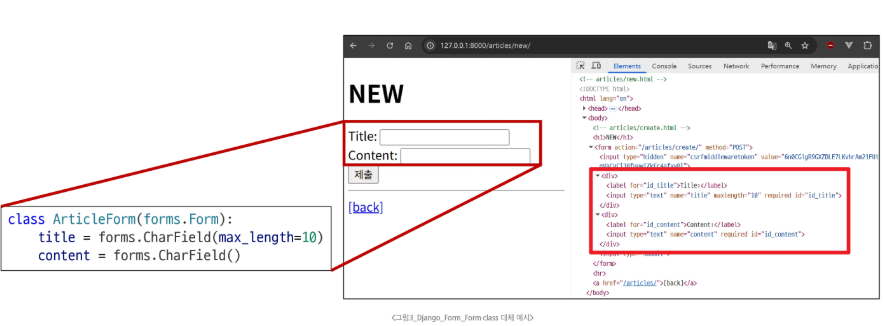 127.0.0.1:8000/articles/new/
NEW
Title:
Content:
제출
[back]
class ArticleForm(forms.Form):
title = forms.CharField(max_length=10)
content = forms.CharField()
Elements Console Sources Network Performance Memory Application
<!-- articles/new.html -->
<!DOCTYPE html>
<html lang="en">
<head> </head>
<body>
<!-- articles/create.html -->
<h1>NEW</h1>
<form action="/articles/create/" method="POST">
<input type="hidden" name="csrfmiddlewaretoken" value=
<div>
<label for="id_title">Title:</label>
<input type="text" name="title" maxlength="10" required id="id_title">
</div>
<div>
<label for="id_content">Content:</label>
<input type="text" name="content" required id="id_content">
</div>
</form>
<hr>
<a href="/articles/">[back]</a>
</body>
<그림3_Django_Form_Form class 대체 예시>